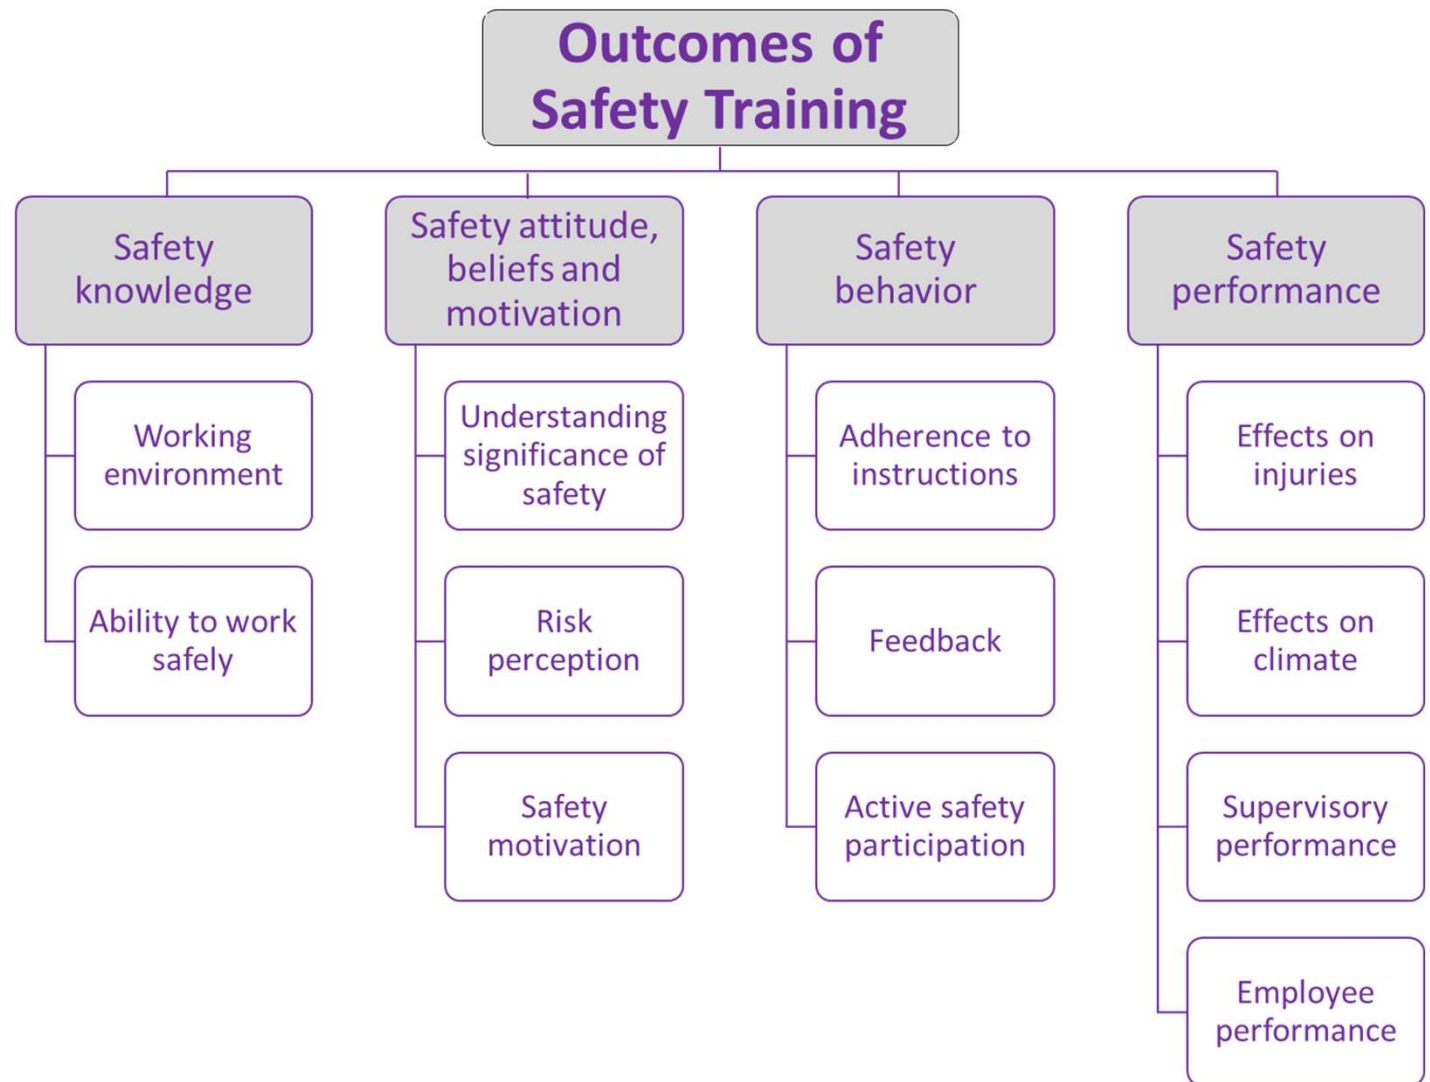 Outcomes of
Safety Training
Safety
knowledge
Working
environment
Ability to work
safely
Safety attitude,
beliefs and
motivation
Understanding
significance of
safety
Risk
perception
Safety
motivation
Safety
behavior
Adherence to
instructions
Feedback
Active safety
participation
Safety
performance
Effects on
injuries
Effects on
climate
Supervisory
performance
Employee
performance